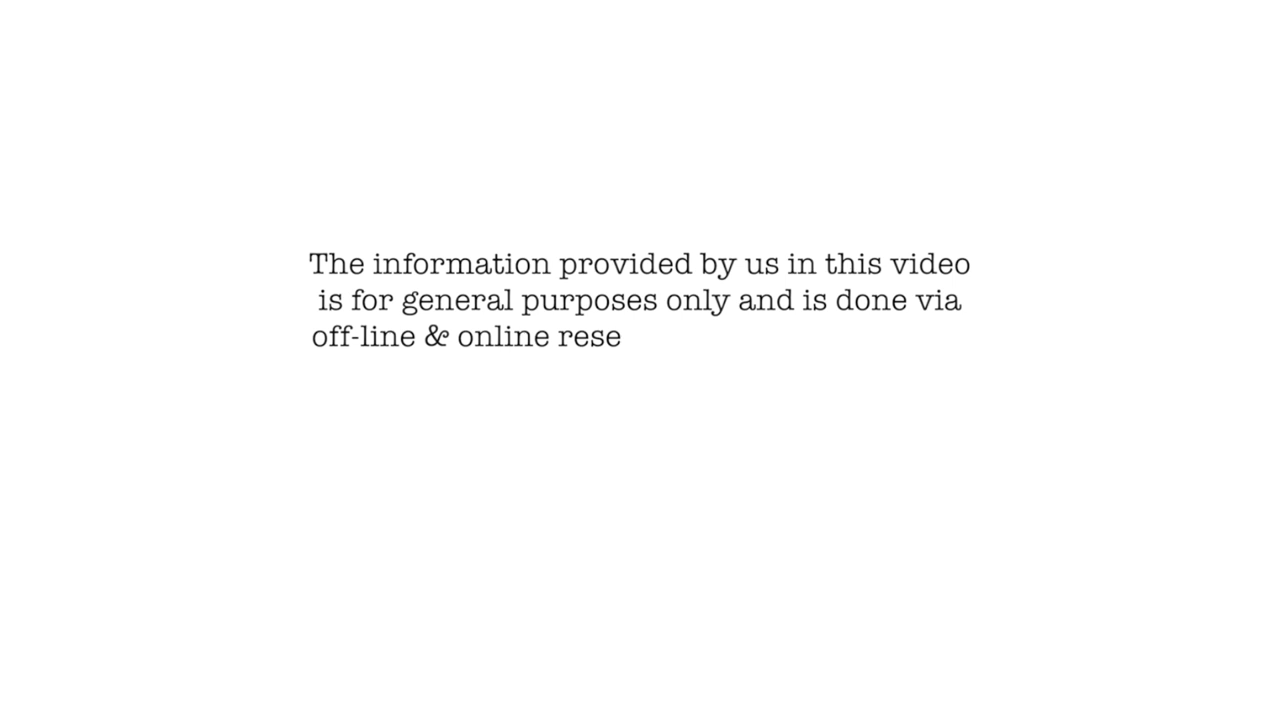 The information provided by us in this video
is for general purposes only and is done via
off-line & online rese